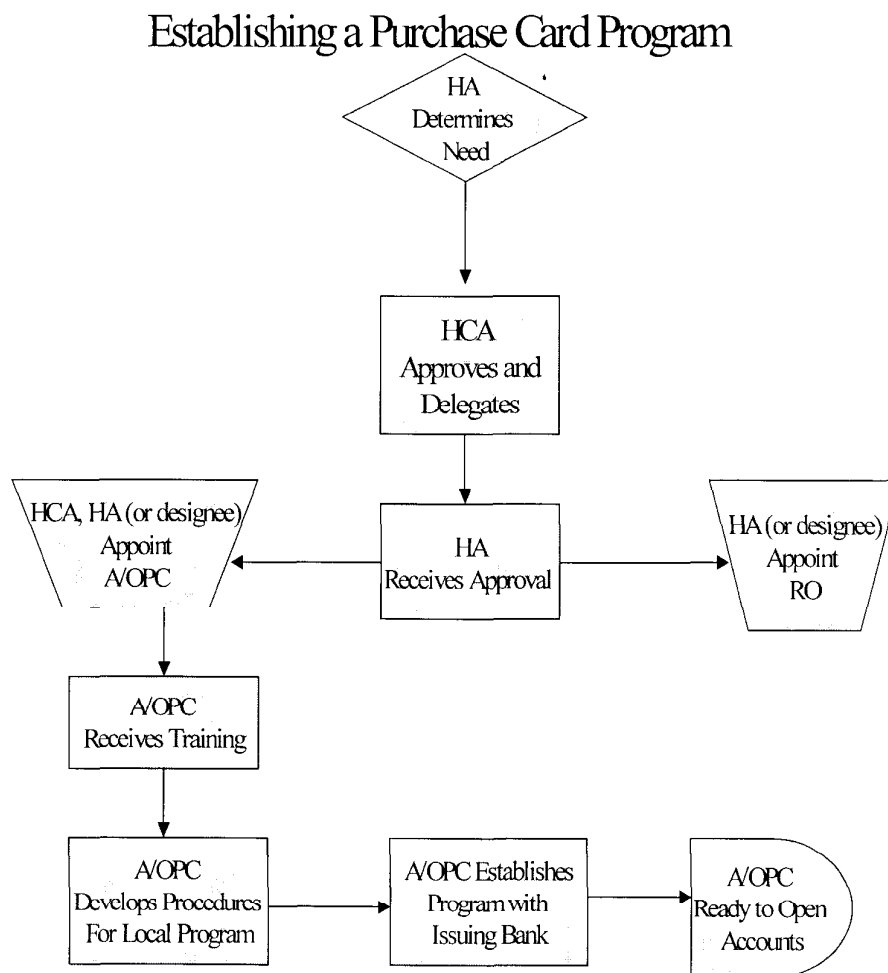 Establishing a Purchase Card Program
HA
Determines
Need
HCA
Approves and
Delegates
HCA, HA (or designee)
Appoint
A/OPC
HA
Receives Approval
HA (or designee)
Appoint
RO
A/OPC
Receives Training
A/OPC
Develops Procedures
For Local Program
A/OPC Establishes
Program with
Issuing Bank
A/OPC
Ready to Open
Accounts